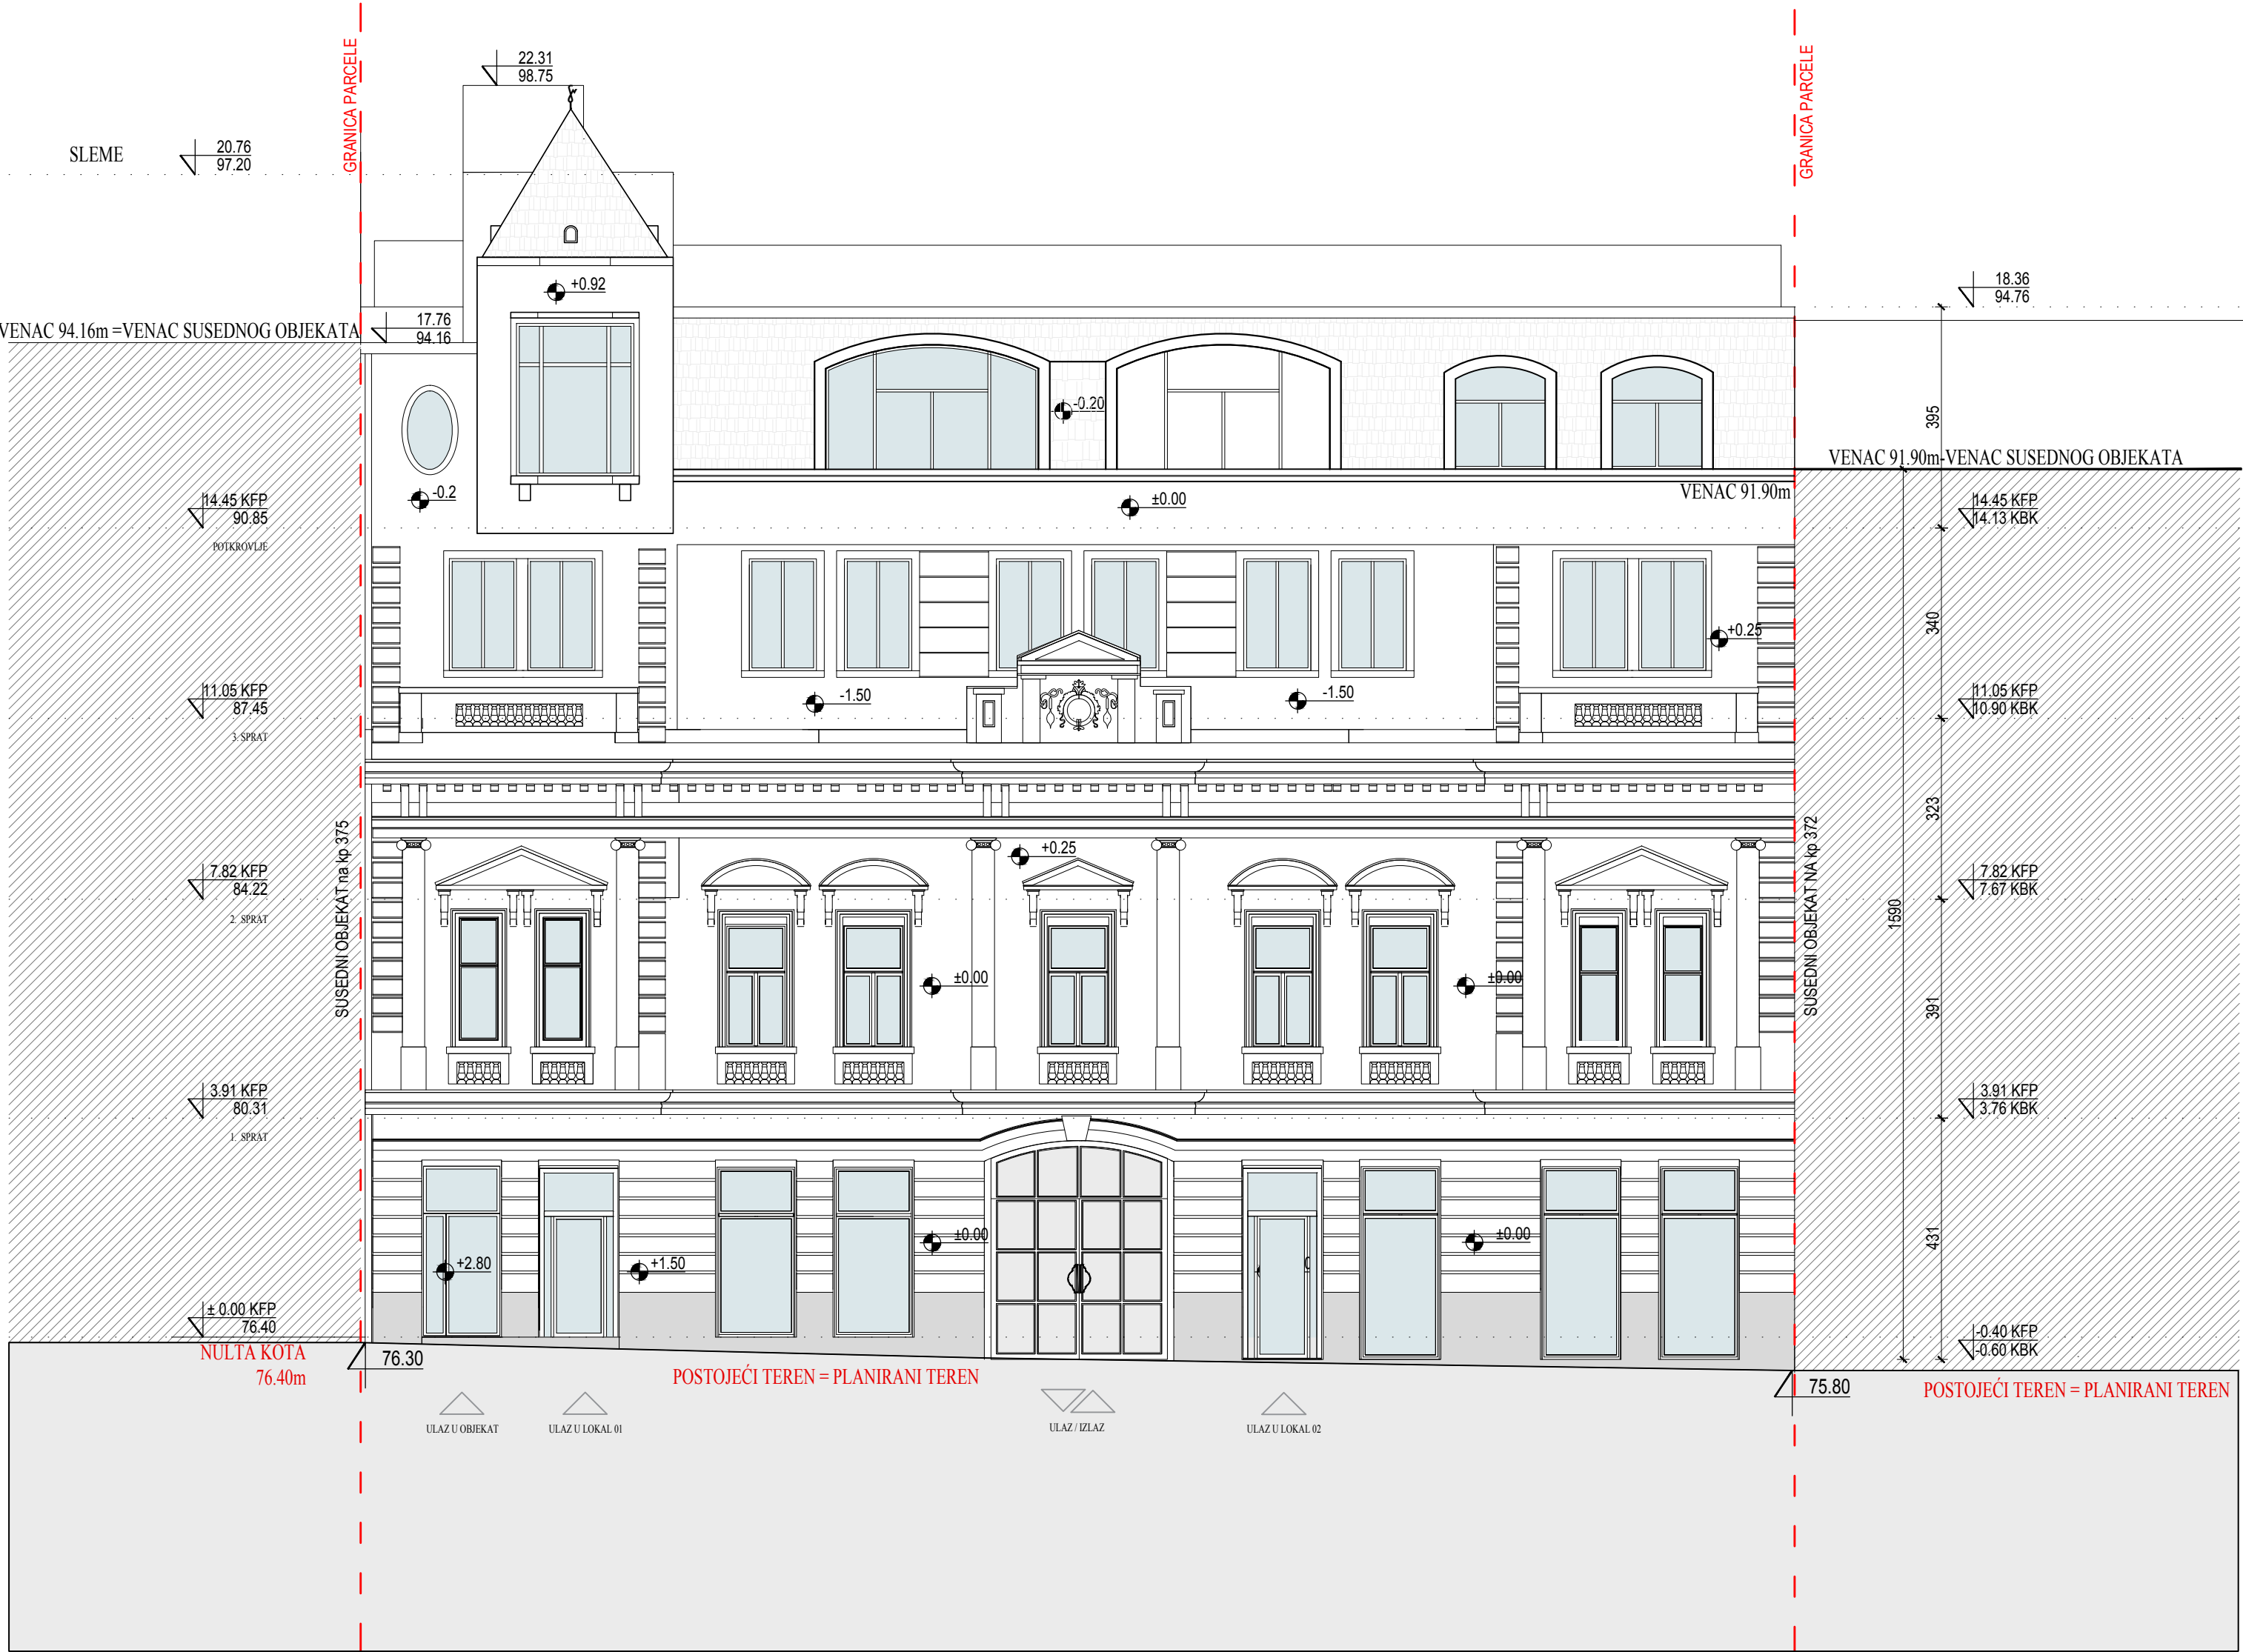 GRANICA PARCELE
GRANICA PARCELE
22.31
98.75
SLEME
20.76
97.20
+0.92
18.36
94.76
VENAC 94.16m =VENAC SUSEDNOG OBJEKATA
17.76
94.16
-0.20
395
VENAC 91.90m-VENAC SUSEDNOG OBJEKATA
VENAC 91.90m
-0.2
±0.00
14.45 KFP
90.85
POTKROVLJE
14.45 KFP
14.13 KBK
340
+0.25
11.05 KFP
87.45
3. SPRAT
-1.50
-1.50
11.05 KFP
10.90 KBK
323
SUSEDNI OBJEKAT na kp 375
SUSEDNI OBJEKAT NA kp 372
+0.25
7.82 KFP
84.22
2. SPRAT
7.82 KFP
7.67 KBK
1590
±0.00
±0.00
391
3.91 KFP
80.31
1. SPRAT
3.91 KFP
3.76 KBK
±0.00
±0.00
431
+2.80
+1.50
± 0.00 KFP
76.40
NULTA KOTA
76.40m
76.30
-0.40 KFP
-0.60 KBK
POSTOJEĆI TEREN = PLANIRANI TEREN
75.80
POSTOJEĆI TEREN = PLANIRANI TEREN
ULAZ U OBJEKAT
ULAZ U LOKAL 01
ULAZ / IZLAZ
ULAZ U LOKAL 02